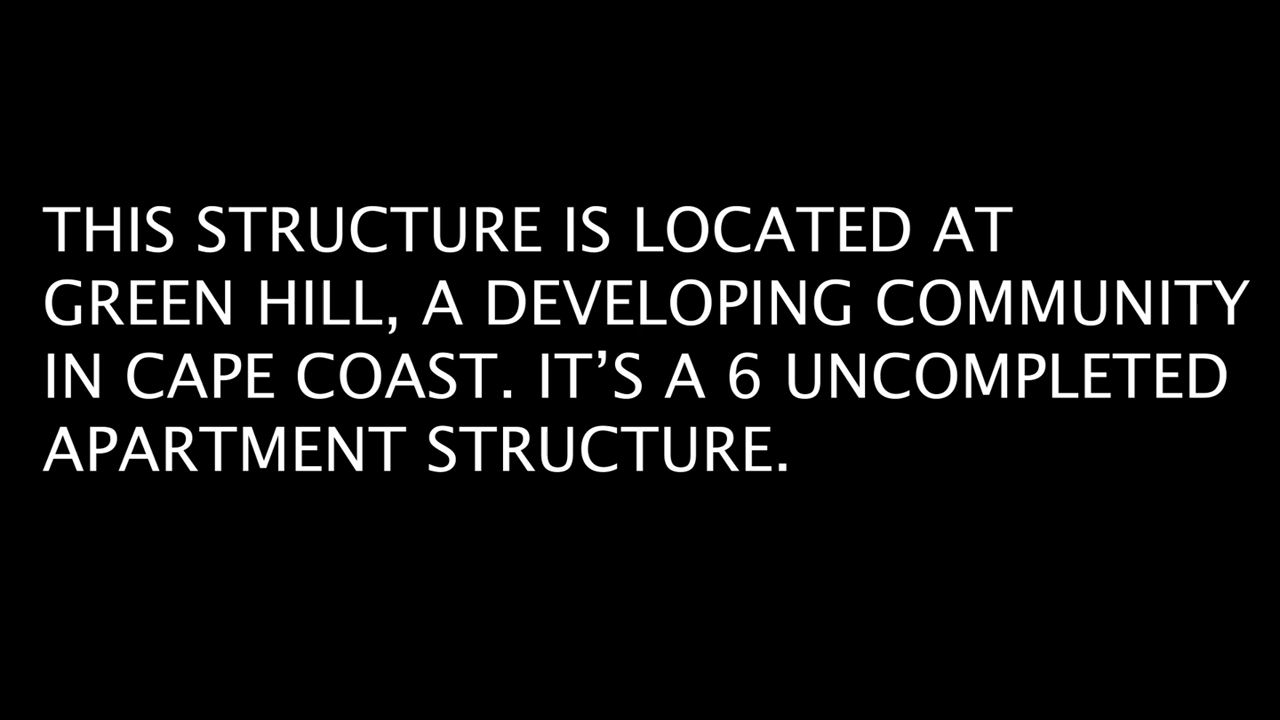 THIS STRUCTURE IS LOCATED AT
GREEN HILL, A DEVELOPING COMMUNITY
IN CAPE COAST. IT’S A 6 UNCOMPLETED
APARTMENT STRUCTURE.